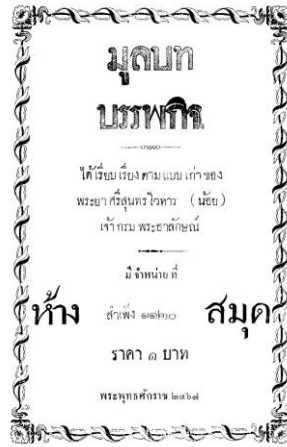 มูลบท
บรรพกิจ
ได้เรียบเรียงตามแบบเก่าของ
พระยาศรีสุนทรโวหาร (น้อย)
เจ้ากรมพระอาลักษณ์
มีจำหน่ายที่
ห้าง สำเพ็ง ๑๑๒๐ สมุด
ราคา ๑ บาท
พระพุทธศักราช ๒๔๖๗